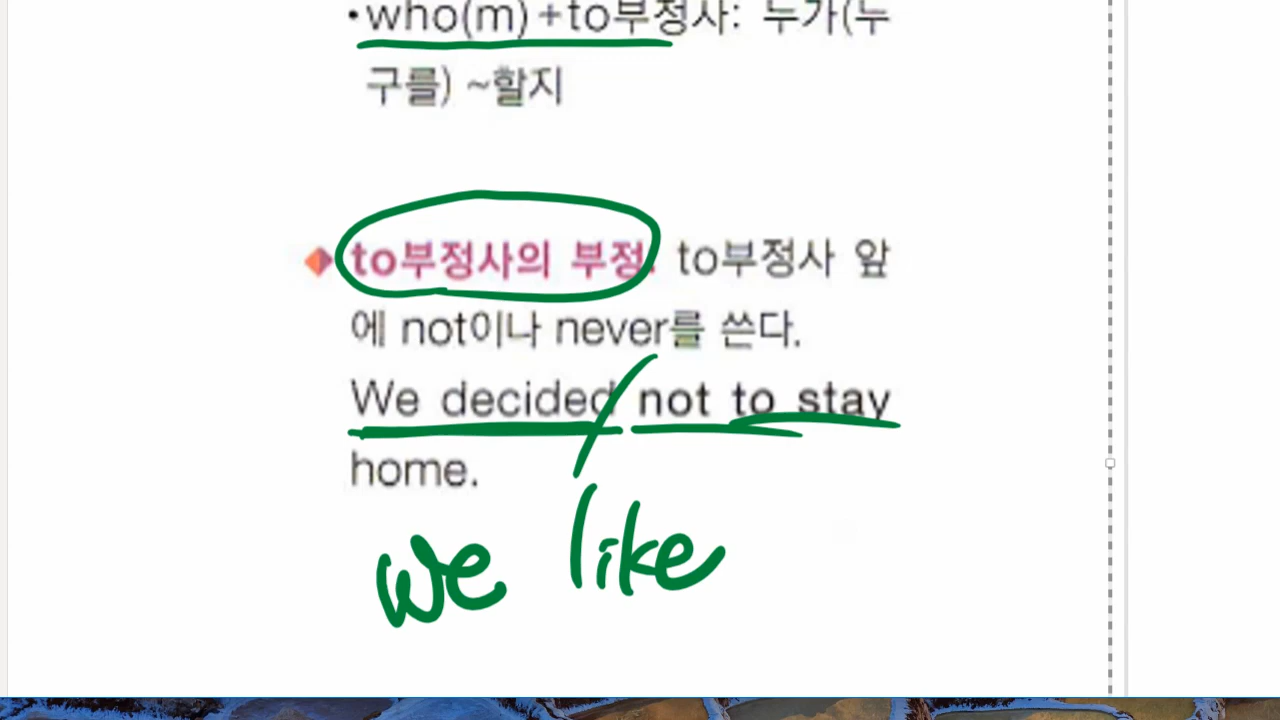 •who(m)+to부정사: 누가(누
구를) ~할지
to부정사의 부정: to부정사 앞
에 not이나 never를 쓴다.
We decided not to stay
home.
we like